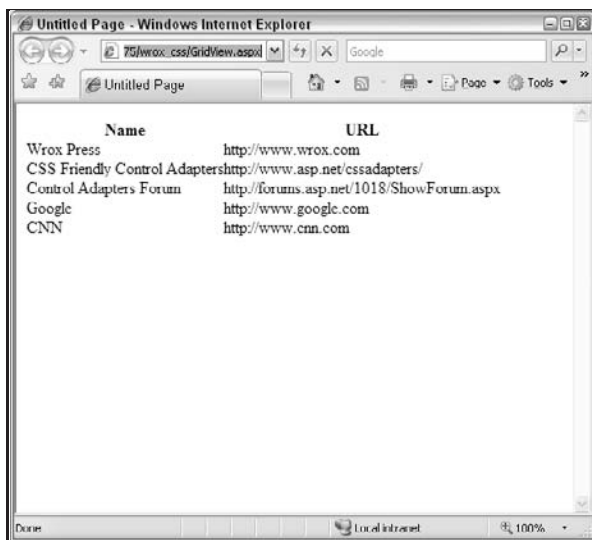 Untitled Page - Windows Internet Explorer
75/wrox_css/GridView.aspx Google
Untitled Page Page Tools »
Name URL
Wrox Press http://www.wrox.com
CSS Friendly Control Adapters http://www.asp.net/cssadapters/
Control Adapters Forum http://forums.asp.net/1018/ShowForum.aspx
Google http://www.google.com
CNN http://www.cnn.com
Done Local intranet 100%